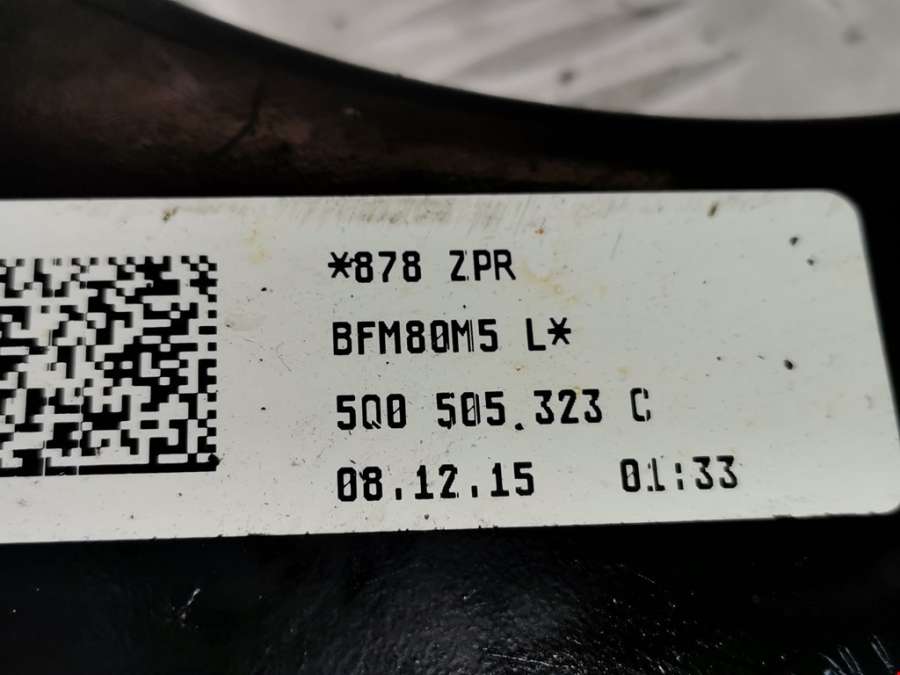 *878 ZPR
BFM80M5 L*
5Q0 505.323 C
08.12.15 01:33